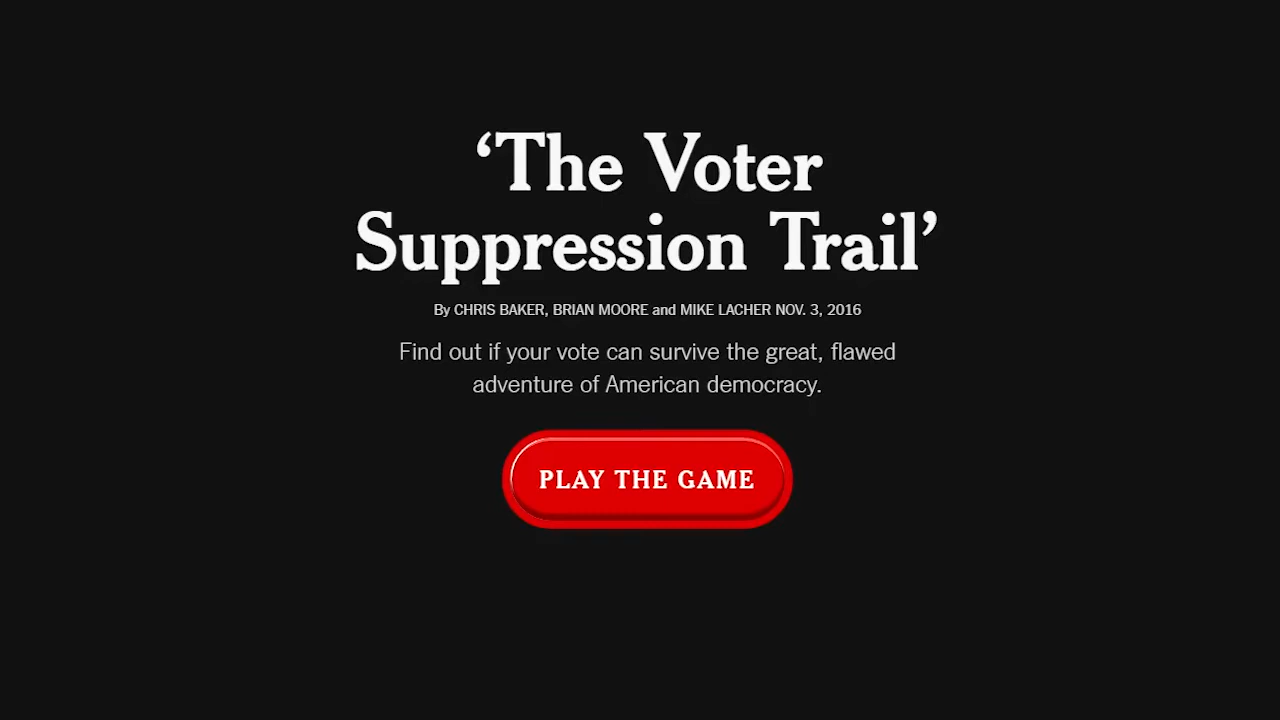 ‘The Voter
Suppression Trail’
By CHRIS BAKER, BRIAN MOORE and MIKE LACHER NOV. 3, 2016
Find out if your vote can survive the great, flawed
adventure of American democracy.
PLAY THE GAME